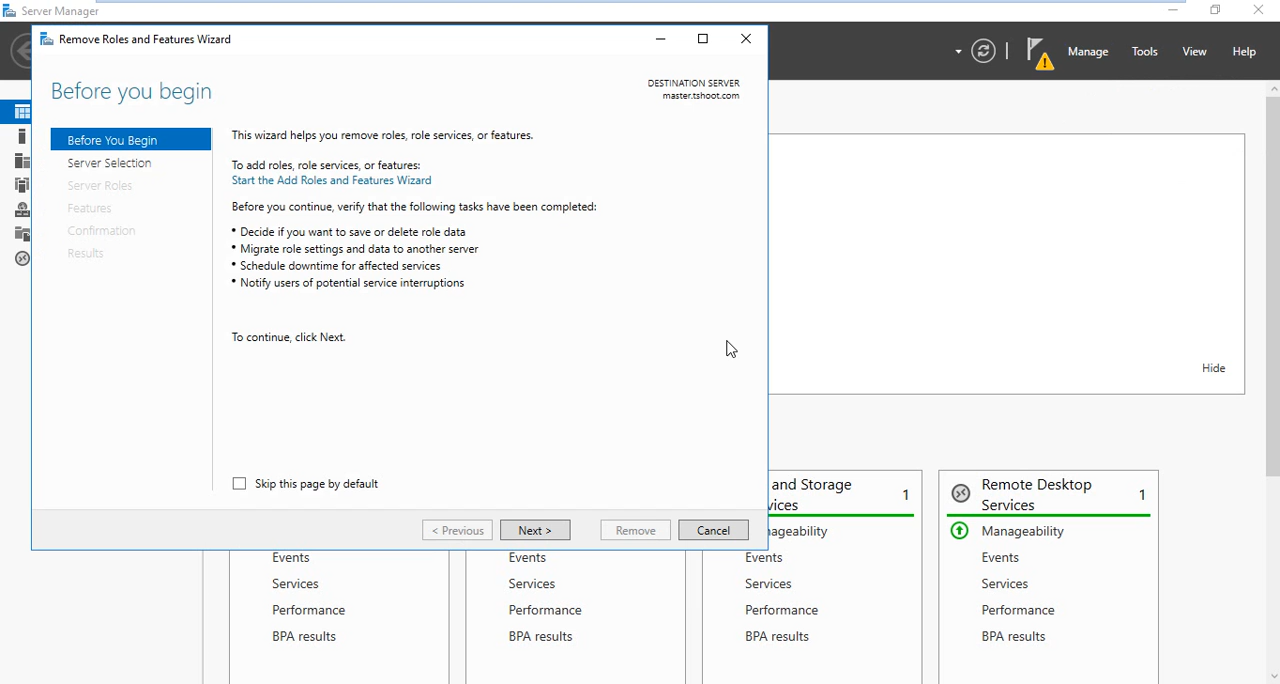 Server Manager
Manage
Tools
View
Help
Remove Roles and Features Wizard
Before you begin
DESTINATION SERVER
master.tshoot.com
Before You Begin
Server Selection
Server Roles
Features
Confirmation
Results
This wizard helps you remove roles, role services, or features.
To add roles, role services, or features:
Start the Add Roles and Features Wizard
Before you continue, verify that the following tasks have been completed:
• Decide if you want to save or delete role data
• Migrate role settings and data to another server
• Schedule downtime for affected services
• Notify users of potential service interruptions
To continue, click Next.
Skip this page by default
< Previous
Next >
Remove
Cancel
Hide
Events
Services
Performance
BPA results
Events
Services
Performance
BPA results
and Storage
vices
1
nageability
Events
Services
Performance
BPA results
Remote Desktop
Services
1
Manageability
Events
Services
Performance
BPA results